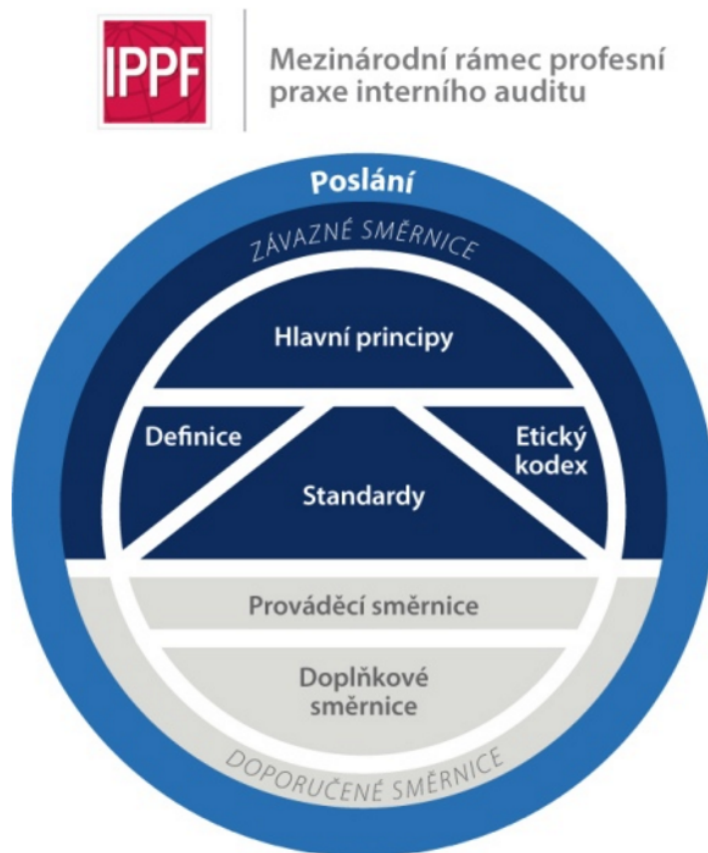 IPPF
Mezinárodní rámec profesní
praxe interního auditu
Poslání
ZÁVAZNÉ SMĚRNICE
Hlavní principy
Definice
Etický
kodex
Standardy
Prováděcí směrnice
Doplňkové
směrnice
DOPORUČENÉ SMĚRNICE